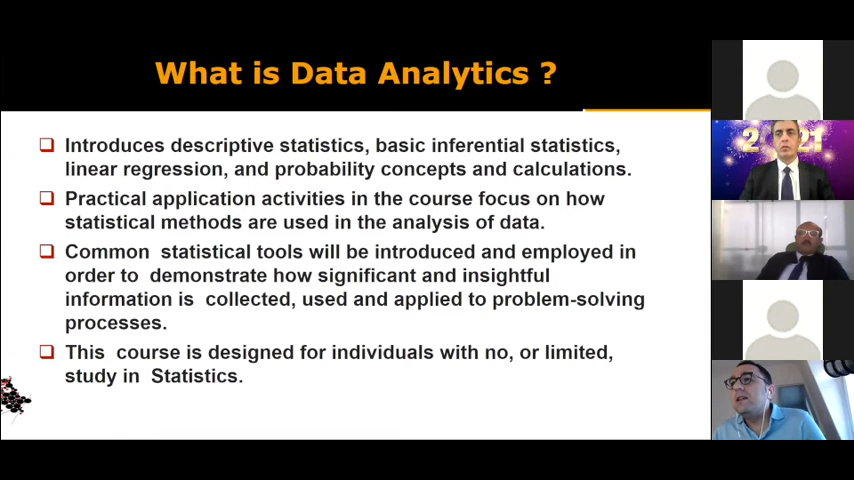 What is Data Analytics ?
Introduces descriptive statistics, basic inferential statistics,
linear regression, and probability concepts and calculations.
Practical application activities in the course focus on how
statistical methods are used in the analysis of data.
Common statistical tools will be introduced and employed in
order to demonstrate how significant and insightful
information is collected, used and applied to problem-solving
processes.
This course is designed for individuals with no, or limited,
study in Statistics.
2021